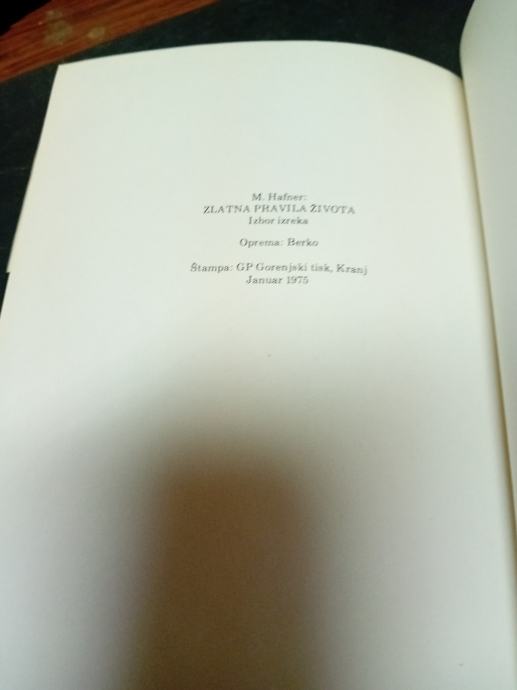 M. Hafner:
ZLATNA PRAVILA ŽIVOTA
Izbor izreka
Oprema: Berko
Štampa: GP Gorenjski tisk, Kranj
Januar 1975